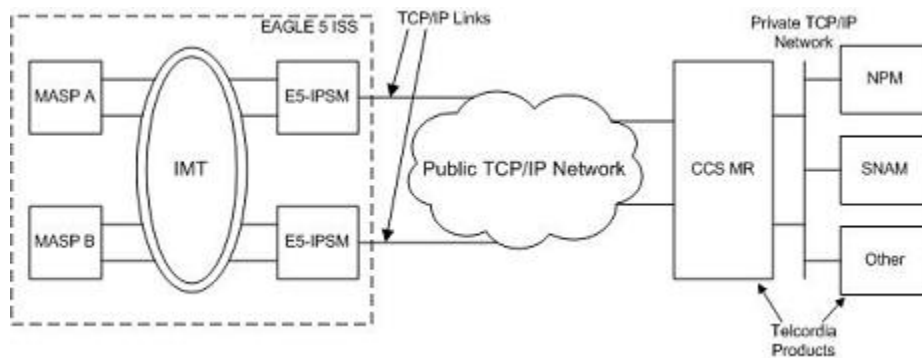 EAGLE 5 ISS
TCP/IP Links
Private TCP/IP
Network
MASP A
E5-IPSM
NPM
IMT
Public TCP/IP Network
CCS MR
SNAM
MASP B
E5-IPSM
Other
Telcordia
Products